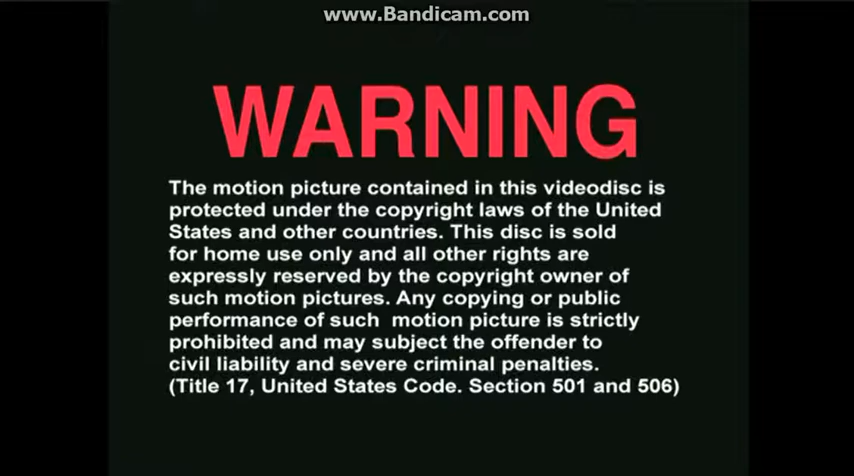 www.Bandicam.com
WARNING
The motion picture contained in this videodisc is
protected under the copyright laws of the United
States and other countries. This disc is sold
for home use only and all other rights are
expressly reserved by the copyright owner of
such motion pictures. Any copying or public
performance of such motion picture is strictly
prohibited and may subject the offender to
civil liability and severe criminal penalties.
(Title 17, United States Code. Section 501 and 506)